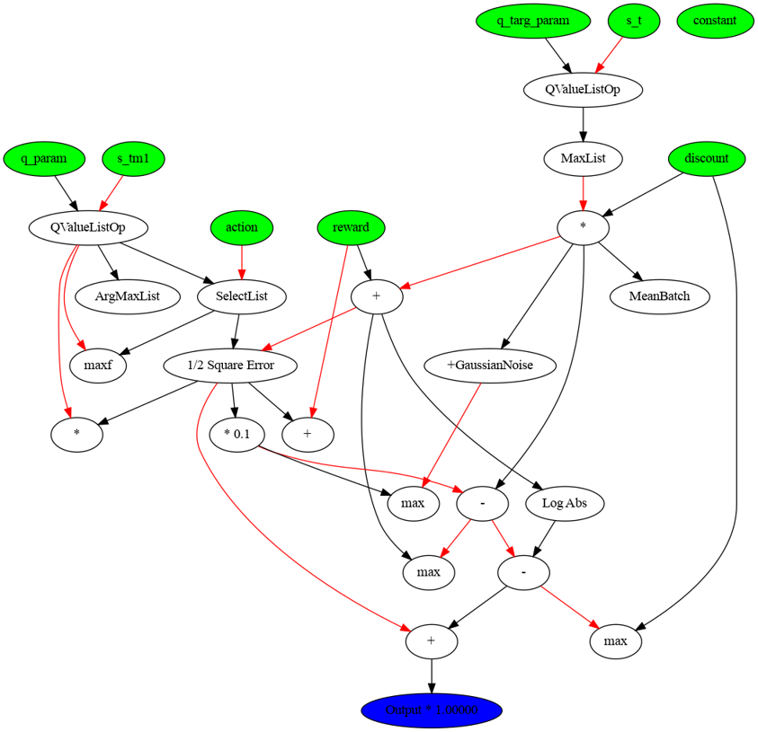 q_targ_param s_t constant
QValueListOp
q_param s_tm1 MaxList discount
QValueListOp action reward *
ArgMaxList SelectList + MeanBatch
maxf 1/2 Square Error +GaussianNoise
* * 0.1 +
max - Log Abs
max -
+ max
Output * 1.00000